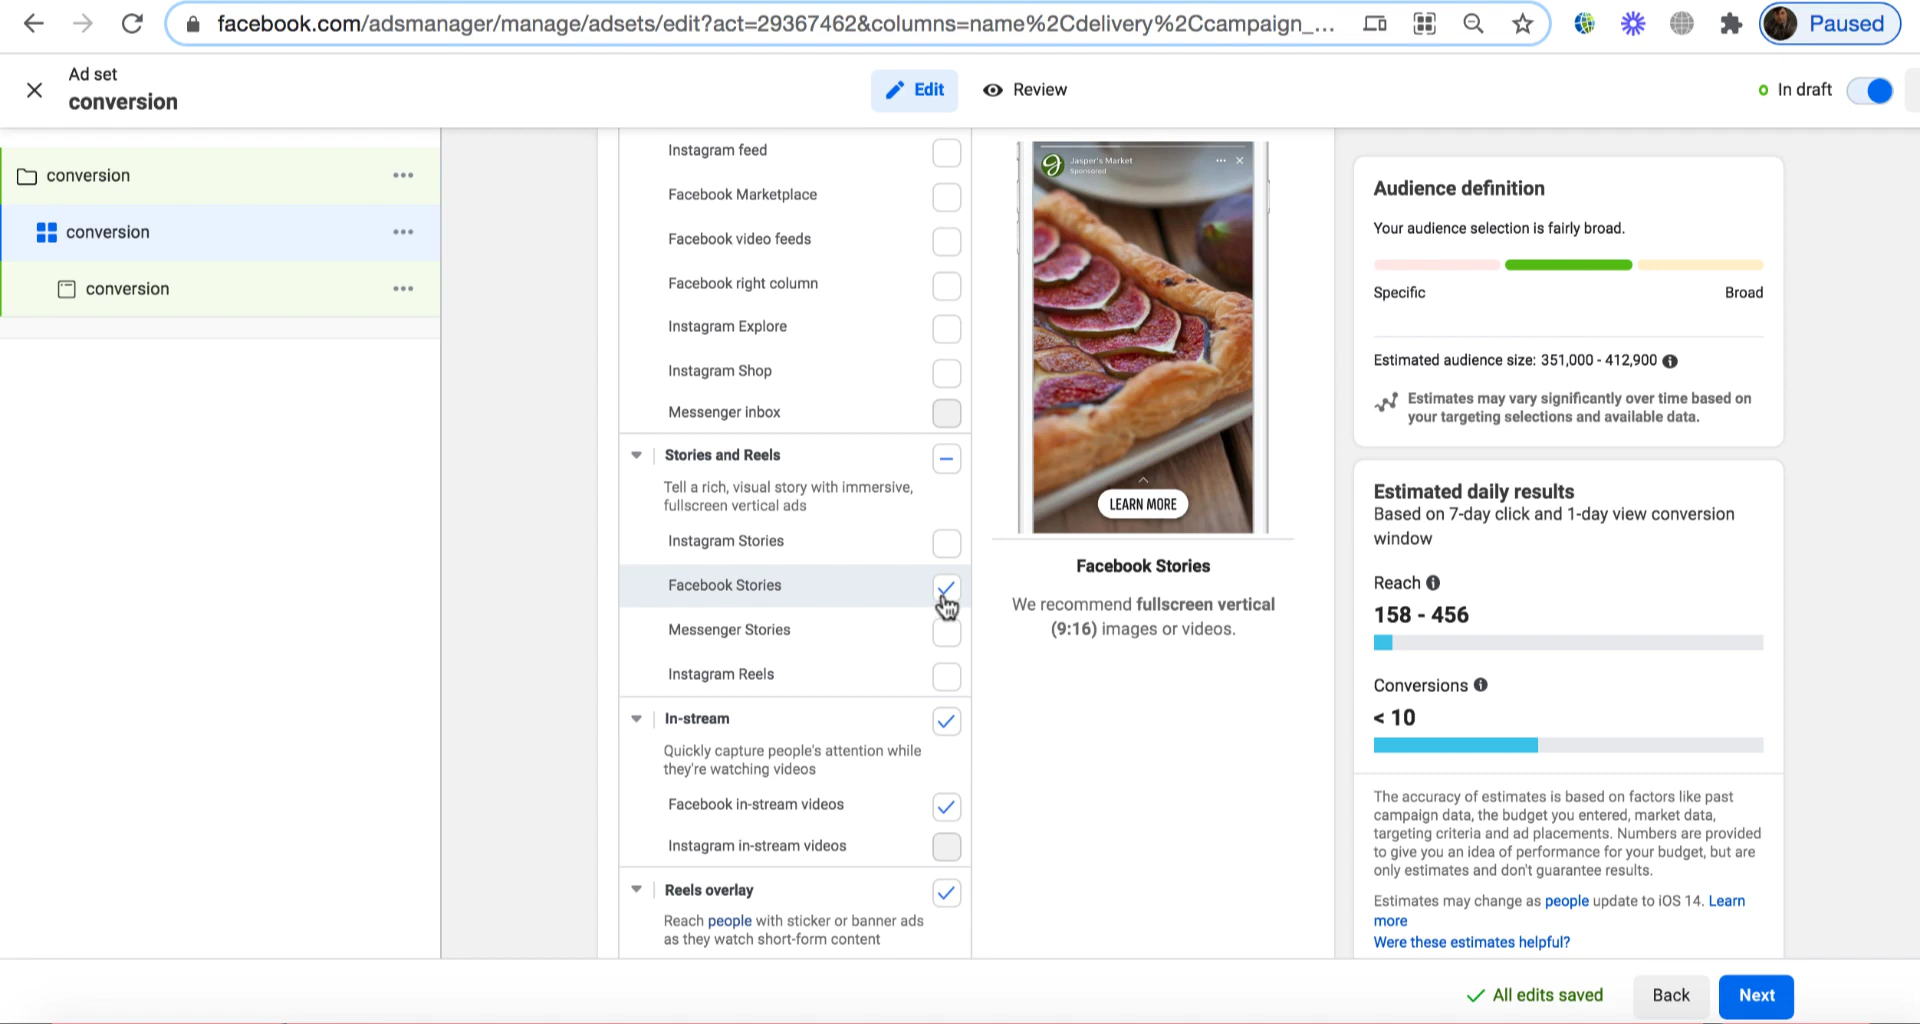 facebook.com/adsmanager/manage/adsets/edit?act=29367462&columns=name%2Cdelivery%2Ccampaign_...
Paused
Ad set
conversion
Edit
Review
In draft
conversion
conversion
conversion
Instagram feed
Facebook Marketplace
Facebook video feeds
Facebook right column
Instagram Explore
Instagram Shop
Messenger inbox
Stories and Reels
Tell a rich, visual story with immersive,
fullscreen vertical ads
Instagram Stories
Facebook Stories
Messenger Stories
Instagram Reels
In-stream
Quickly capture people's attention while
they're watching videos
Facebook in-stream videos
Instagram in-stream videos
Reels overlay
Reach people with sticker or banner ads
as they watch short-form content
Jasper's Market
Sponsored
LEARN MORE
Facebook Stories
We recommend fullscreen vertical
(9:16) images or videos.
Audience definition
Your audience selection is fairly broad.
Specific
Broad
Estimated audience size: 351,000 - 412,900
Estimates may vary significantly over time based on
your targeting selections and available data.
Estimated daily results
Based on 7-day click and 1-day view conversion
window
Reach
158 - 456
Conversions
< 10
The accuracy of estimates is based on factors like past
campaign data, the budget you entered, market data,
targeting criteria and ad placements. Numbers are provided
to give you an idea of performance for your budget, but are
only estimates and don't guarantee results.
Estimates may change as people update to iOS 14. Learn
more
Were these estimates helpful?
All edits saved
Back
Next